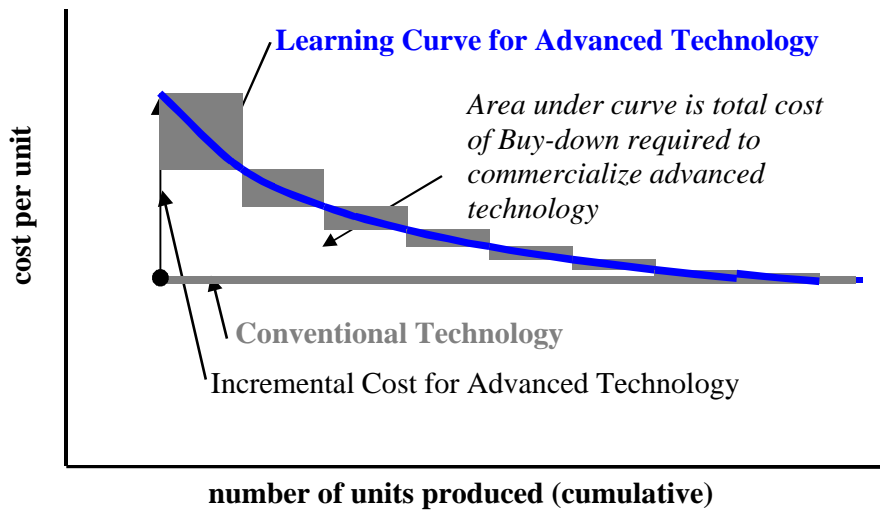 Learning Curve for Advanced Technology
Area under curve is total cost
of Buy-down required to
commercialize advanced
technology
cost per unit
Conventional Technology
Incremental Cost for Advanced Technology
number of units produced (cumulative)